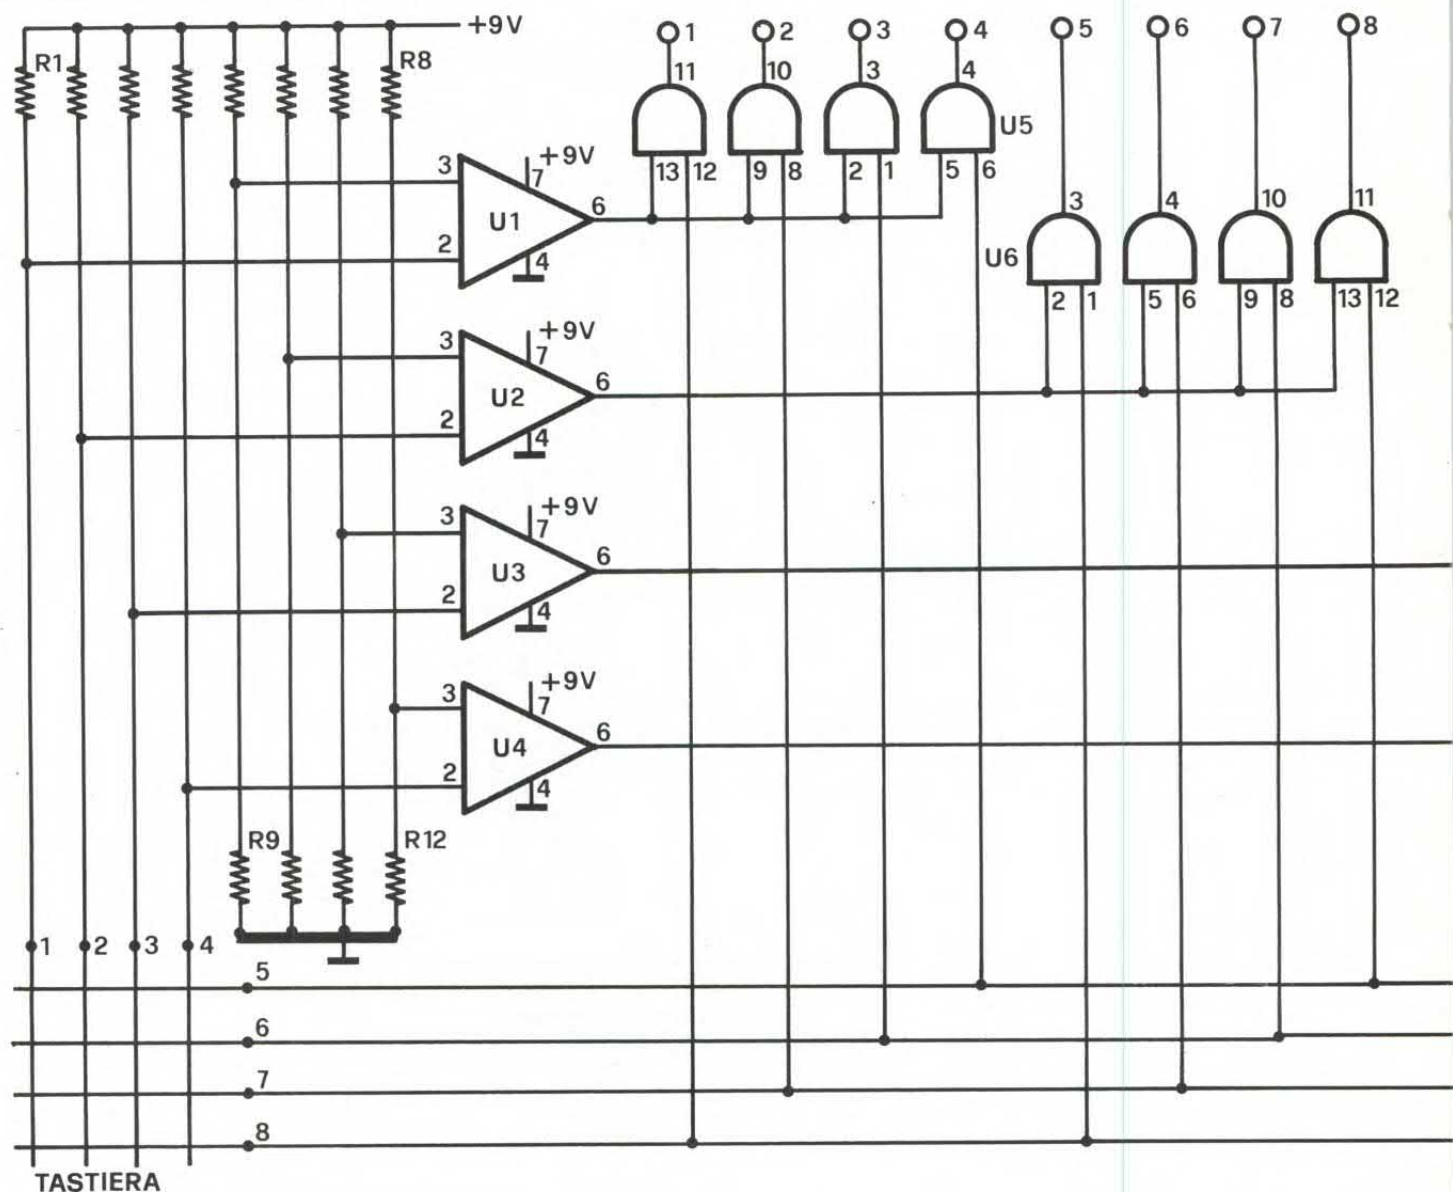 +9V
1 2 3 4 5 6 7 8
R1 R8
11 10 3 4
U5
13 12 9 8 2 1 5 6
+9V
3 7
U1 6
2 4
3 4 10 11
U6
2 1 5 6 9 8 13 12
+9V
3 7
U2 6
2 4
+9V
3 7
U3 6
2 4
+9V
3 7
U4 6
2 4
R9 R12
1 2 3 4
5
6
7
8
TASTIERA